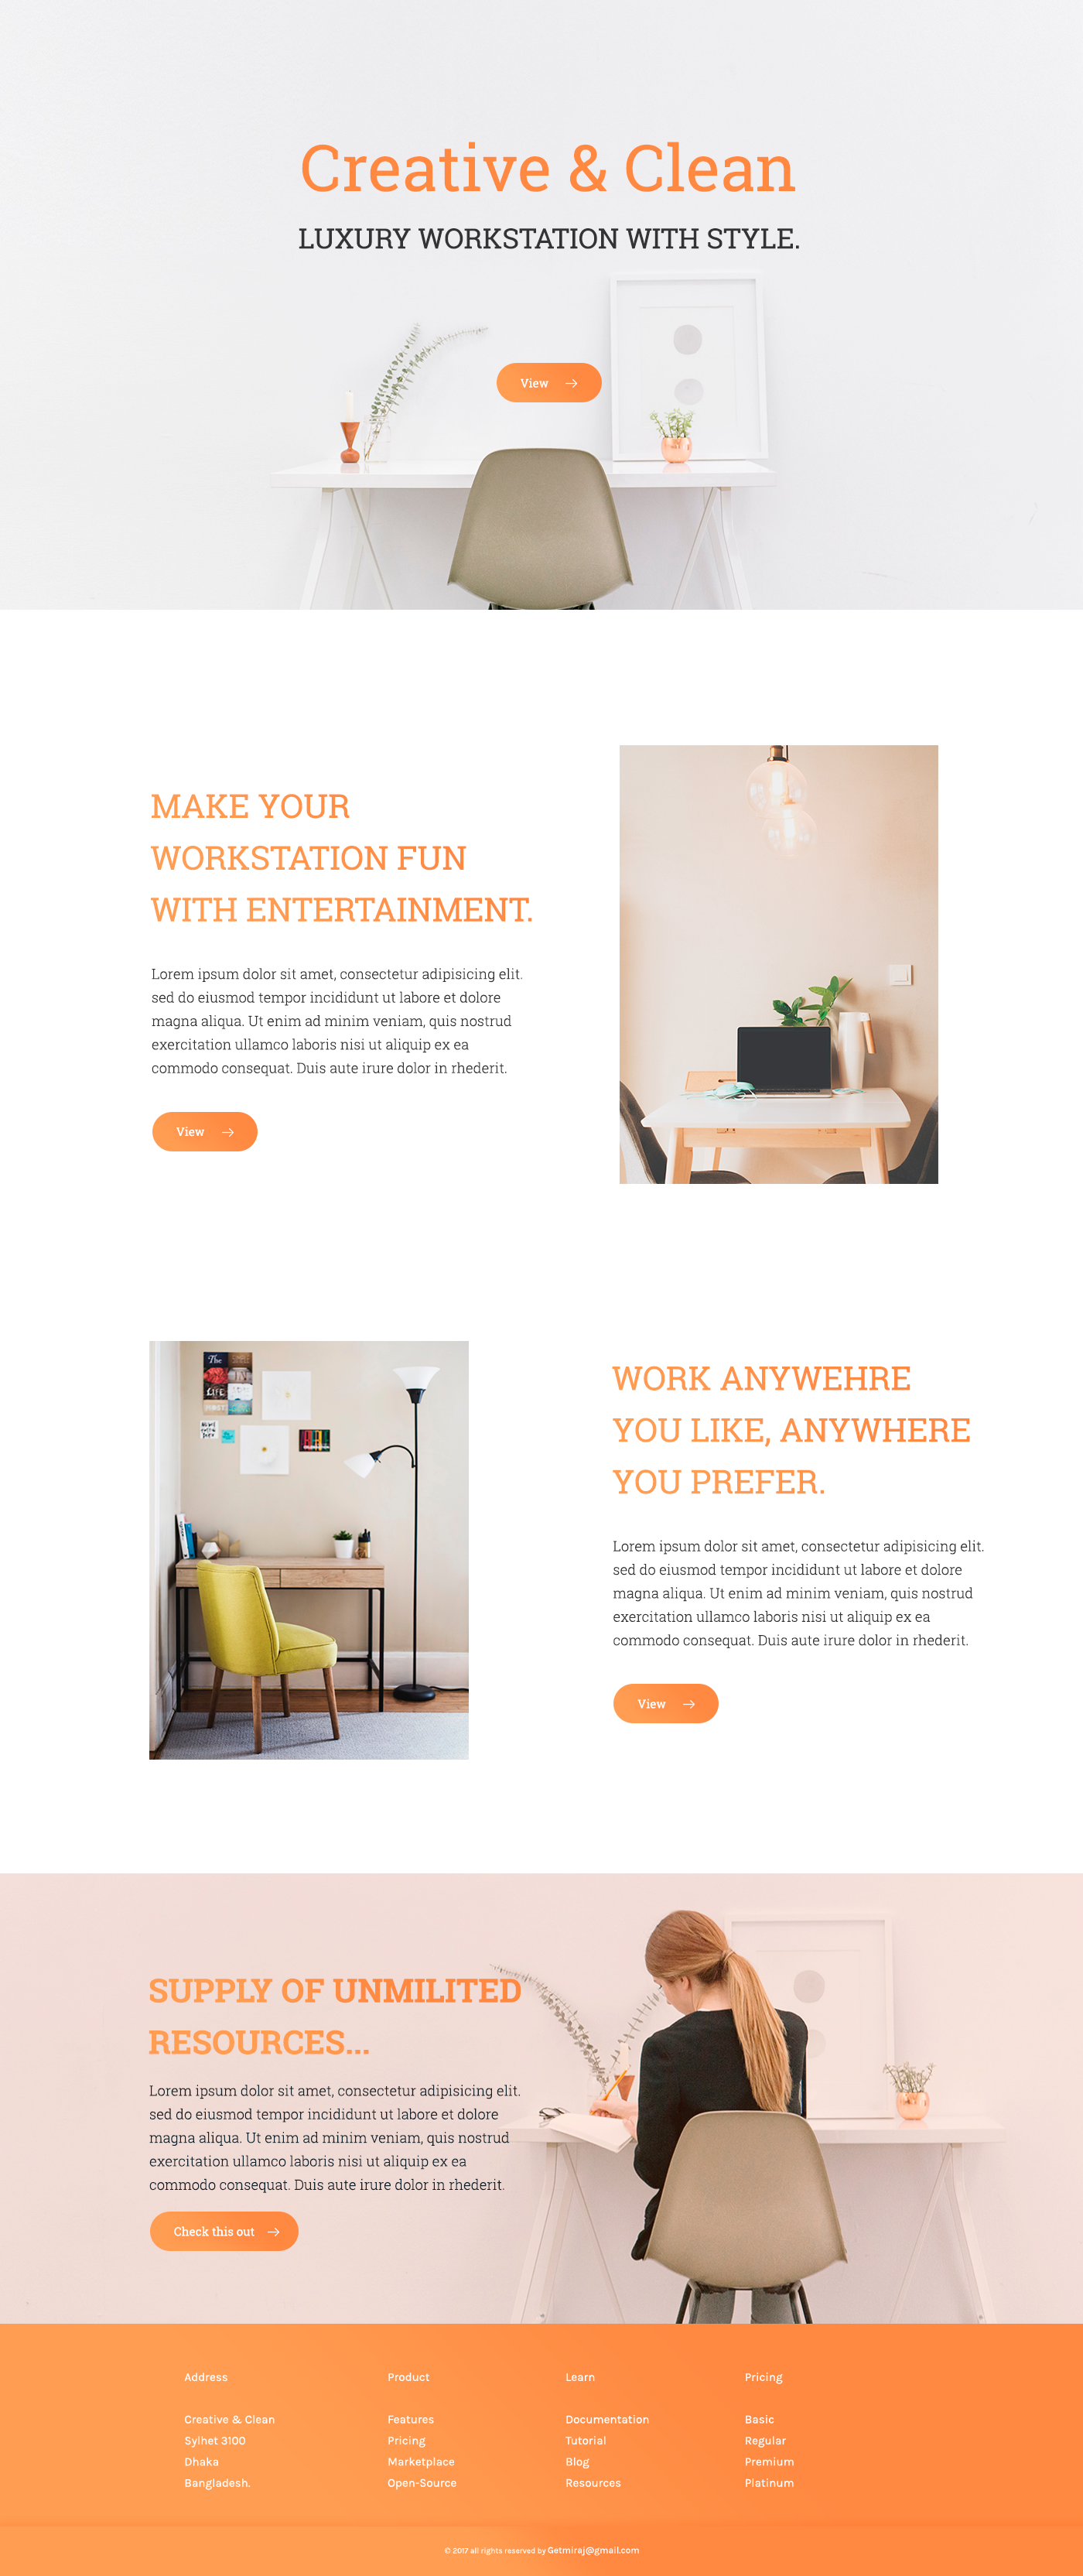 Creative & Clean
LUXURY WORKSTATION WITH STYLE.
View
MAKE YOUR
WORKSTATION FUN
WITH ENTERTAINMENT.
Lorem ipsum dolor sit amet, consectetur adipisicing elit.
sed do eiusmod tempor incididunt ut labore et dolore
magna aliqua. Ut enim ad minim veniam, quis nostrud
exercitation ullamco laboris nisi ut aliquip ex ea
commodo consequat. Duis aute irure dolor in rhederit.
View
The
LIFE
WORK ANYWEHRE
YOU LIKE, ANYWHERE
YOU PREFER.
Lorem ipsum dolor sit amet, consectetur adipisicing elit.
sed do eiusmod tempor incididunt ut labore et dolore
magna aliqua. Ut enim ad minim veniam, quis nostrud
exercitation ullamco laboris nisi ut aliquip ex ea
commodo consequat. Duis aute irure dolor in rhederit.
View
SUPPLY OF UNMILITED
RESOURCES...
Lorem ipsum dolor sit amet, consectetur adipisicing elit.
sed do eiusmod tempor incididunt ut labore et dolore
magna aliqua. Ut enim ad minim veniam, quis nostrud
exercitation ullamco laboris nisi ut aliquip ex ea
commodo consequat. Duis aute irure dolor in rhederit.
Check this out
Address
Creative & Clean
Sylhet 3100
Dhaka
Bangladesh.
Product
Features
Pricing
Marketplace
Open-Source
Learn
Documentation
Tutorial
Blog
Resources
Pricing
Basic
Regular
Premium
Platinum
© 2017 all rights reserved by Getmiraj@gmail.com